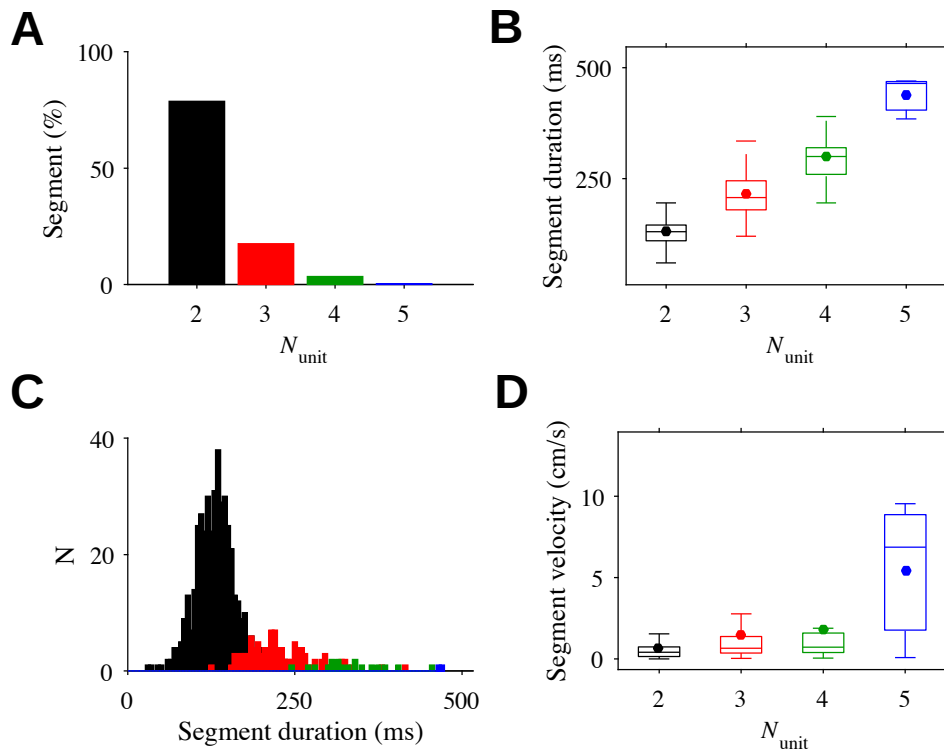 A
100
50
0
Segment (%)
2 3 4 5
N unit
B
500
250
Segment duration (ms)
2 3 4 5
N unit
C
40
20
0
N
0 250 500
Segment duration (ms)
D
10
5
0
Segment velocity (cm/s)
2 3 4 5
N unit